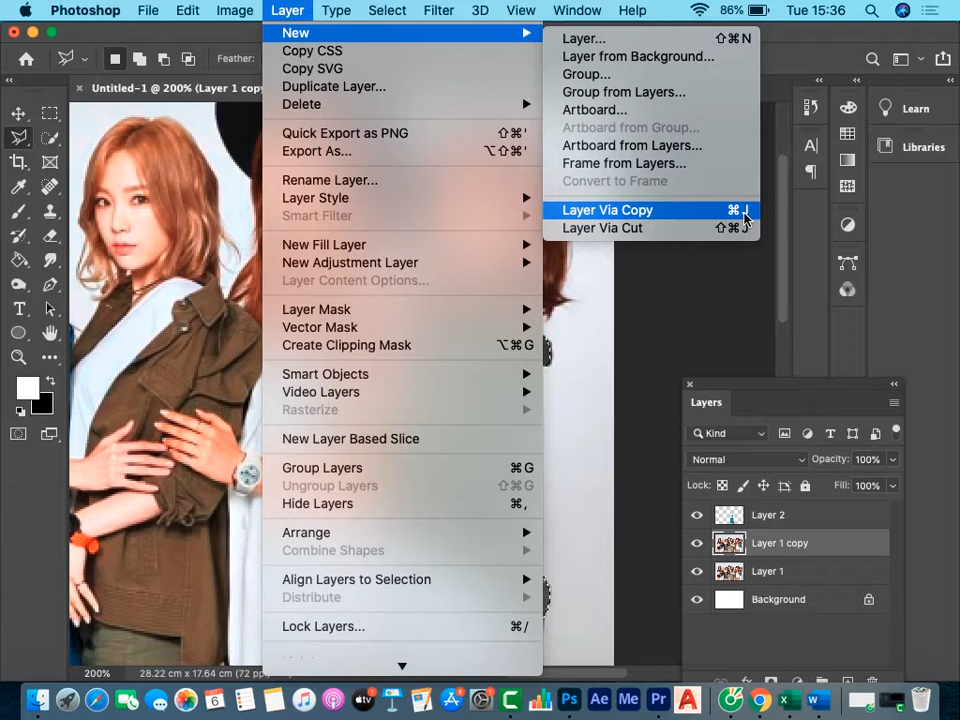 Photoshop File Edit Image Layer Type Select Filter 3D View Window Help 86% Tue 15:36
Feather:
Untitled-1 @ 200% (Layer 1 copy
New
Copy CSS
Copy SVG
Duplicate Layer...
Delete
Quick Export as PNG ⇧⌘'
Export As... ⌥⇧⌘'
Rename Layer...
Layer Style
Smart Filter
New Fill Layer
New Adjustment Layer
Layer Content Options...
Layer Mask
Vector Mask
Create Clipping Mask ⌥⌘G
Smart Objects
Video Layers
Rasterize
New Layer Based Slice
Group Layers ⌘G
Ungroup Layers ⇧⌘G
Hide Layers ⌘,
Arrange
Combine Shapes
Align Layers to Selection
Distribute
Lock Layers... ⌘/
Layer... ⇧⌘N
Layer from Background...
Group...
Group from Layers...
Artboard...
Artboard from Group...
Artboard from Layers...
Frame from Layers...
Convert to Frame
Layer Via Copy ⌘J
Layer Via Cut ⇧⌘J
Learn
Libraries
Layers
Kind
Normal Opacity: 100%
Lock: Fill: 100%
Layer 2
Layer 1 copy
Layer 1
Background
200% 28.22 cm x 17.64 cm (72 pp